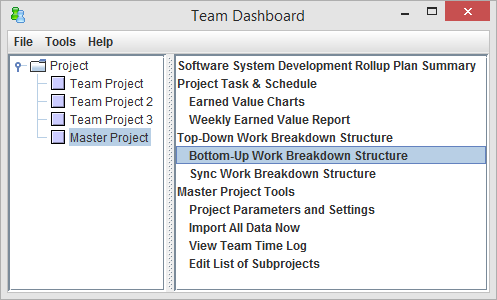 Team Dashboard
File Tools Help
Project
Team Project
Team Project 2
Team Project 3
Master Project
Software System Development Rollup Plan Summary
Project Task & Schedule
Earned Value Charts
Weekly Earned Value Report
Top-Down Work Breakdown Structure
Bottom-Up Work Breakdown Structure
Sync Work Breakdown Structure
Master Project Tools
Project Parameters and Settings
Import All Data Now
View Team Time Log
Edit List of Subprojects